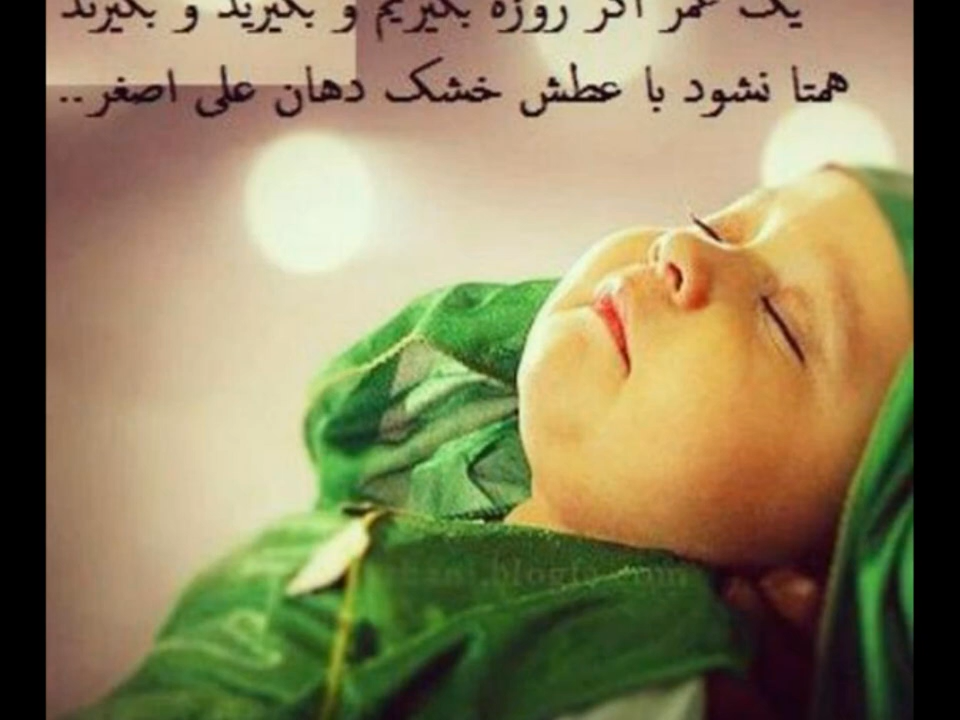 یک عمر اگر روزه بگیریم و بگیرید و بگیرند
همتا نشود با عطش خشک دهان علی اصغر..